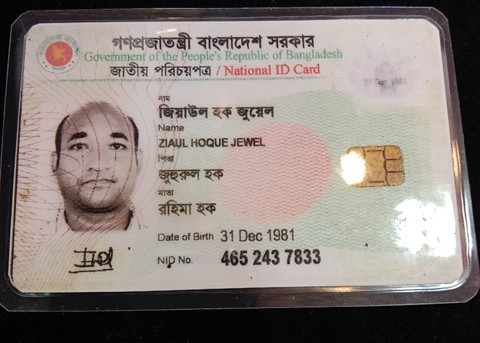 গণপ্রজাতন্ত্রী বাংলাদেশ সরকার
Government of the People's Republic of Bangladesh
জাতীয় পরিচয়পত্র / National ID Card
নাম
জিয়াউল হক জুয়েল
Name
ZIAUL HOQUE JEWEL
পিতা
জুহুরুল হক
মাতা
রহিমা হক
Date of Birth 31 Dec 1981
NID No. 465 243 7833